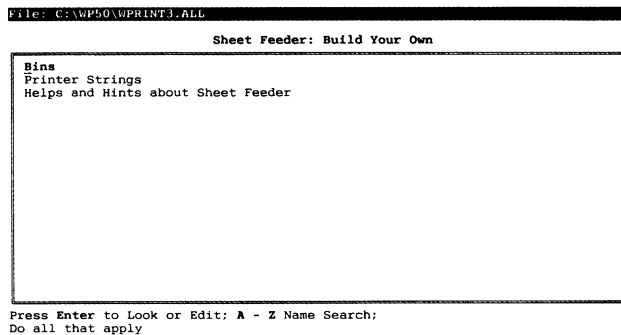 File: C:\WP50\WPRINT3.ALL
Sheet Feeder: Build Your Own
Bins
Printer Strings
Helps and Hints about Sheet Feeder
Press Enter to Look or Edit; A - Z Name Search;
Do all that apply